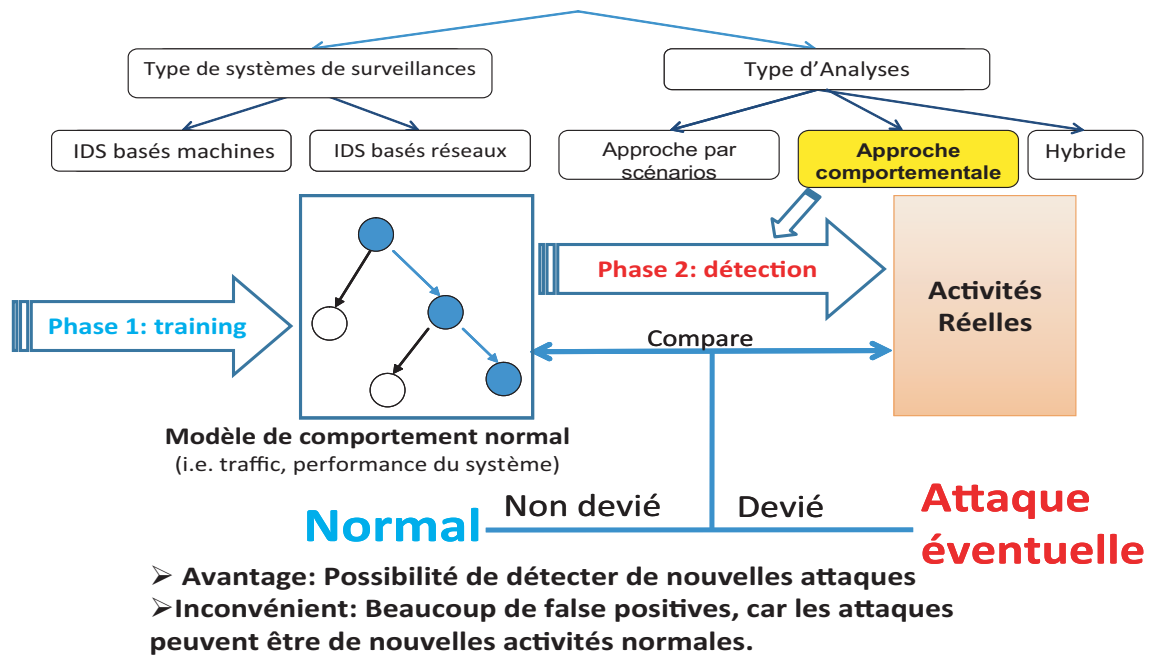 Type de systèmes de surveillances
Type d'Analyses
IDS basés machines
IDS basés réseaux
Approche par
scénarios
Approche
comportementale
Hybride
Phase 1: training
Phase 2: détection
Activités
Réelles
Compare
Modèle de comportement normal
(i.e. traffic, performance du système)
Normal
Non devié
Devié
Attaque
éventuelle
➢ Avantage: Possibilité de détecter de nouvelles attaques
➢Inconvénient: Beaucoup de false positives, car les attaques
peuvent être de nouvelles activités normales.